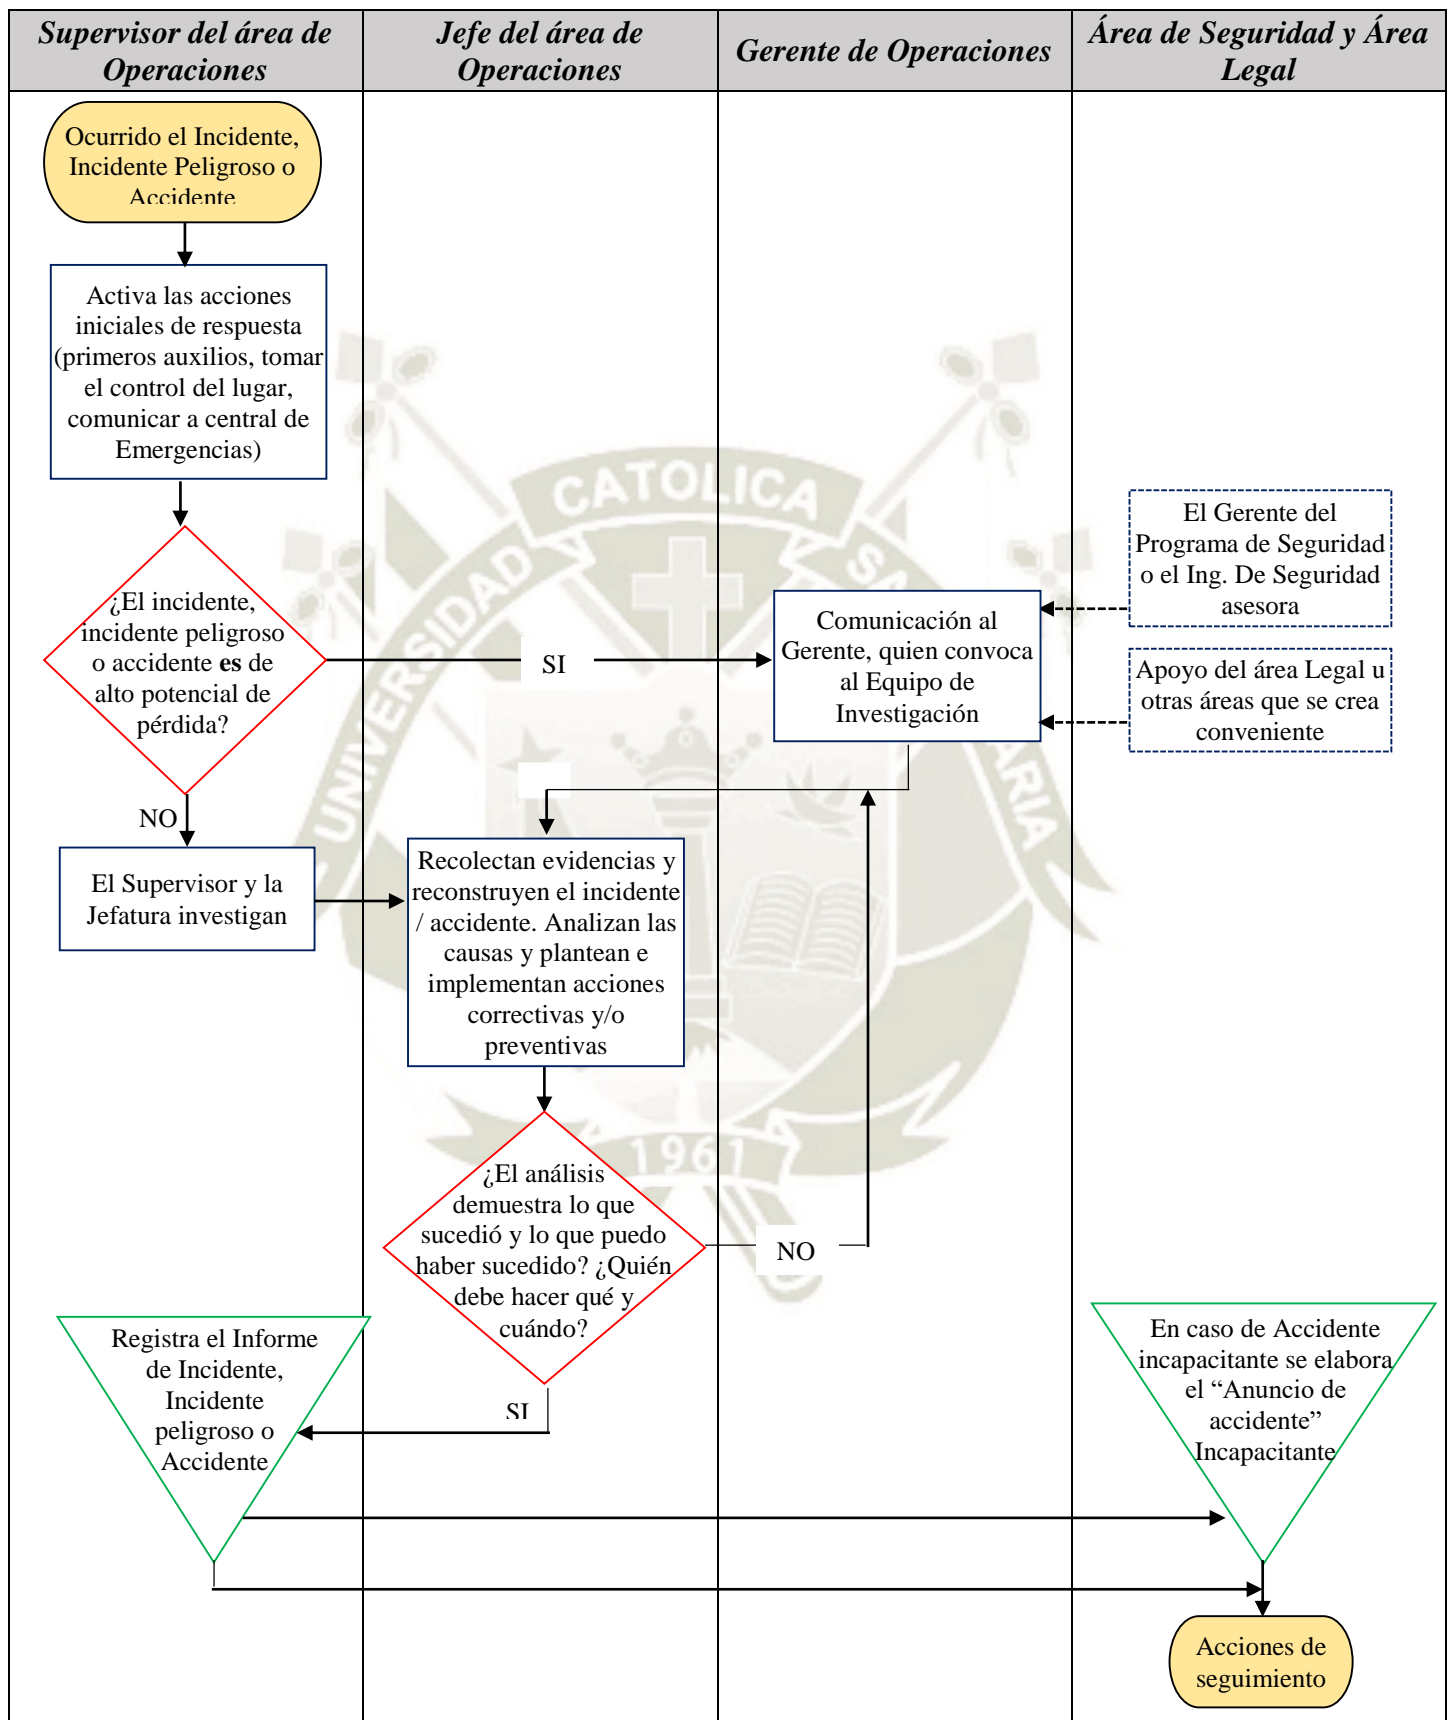 Supervisor del área de
Operaciones
Jefe del área de
Operaciones
Gerente de Operaciones
Área de Seguridad y Área
Legal
Ocurrido el Incidente,
Incidente Peligroso o
Accidente
Activa las acciones
iniciales de respuesta
(primeros auxilios, tomar
el control del lugar,
comunicar a central de
Emergencias)
¿El incidente,
incidente peligroso
o accidente es de
alto potencial de
pérdida?
SI
NO
El Supervisor y la
Jefatura investigan
Comunicación al
Gerente, quien convoca
al Equipo de
Investigación
El Gerente del
Programa de Seguridad
o el Ing. De Seguridad
asesora
Apoyo del área Legal u
otras áreas que se crea
conveniente
Recolectan evidencias y
reconstruyen el incidente
/ accidente. Analizan las
causas y plantean e
implementan acciones
correctivas y/o
preventivas
¿El análisis
demuestra lo que
sucedió y lo que puedo
haber sucedido? ¿Quién
debe hacer qué y
cuándo?
NO
SI
Registra el Informe
de Incidente,
Incidente
peligroso o
Accidente
En caso de Accidente
incapacitante se elabora
el “Anuncio de
accidente”
Incapacitante
Acciones de
seguimiento
UNIVERSIDAD
CATOLICA
1961